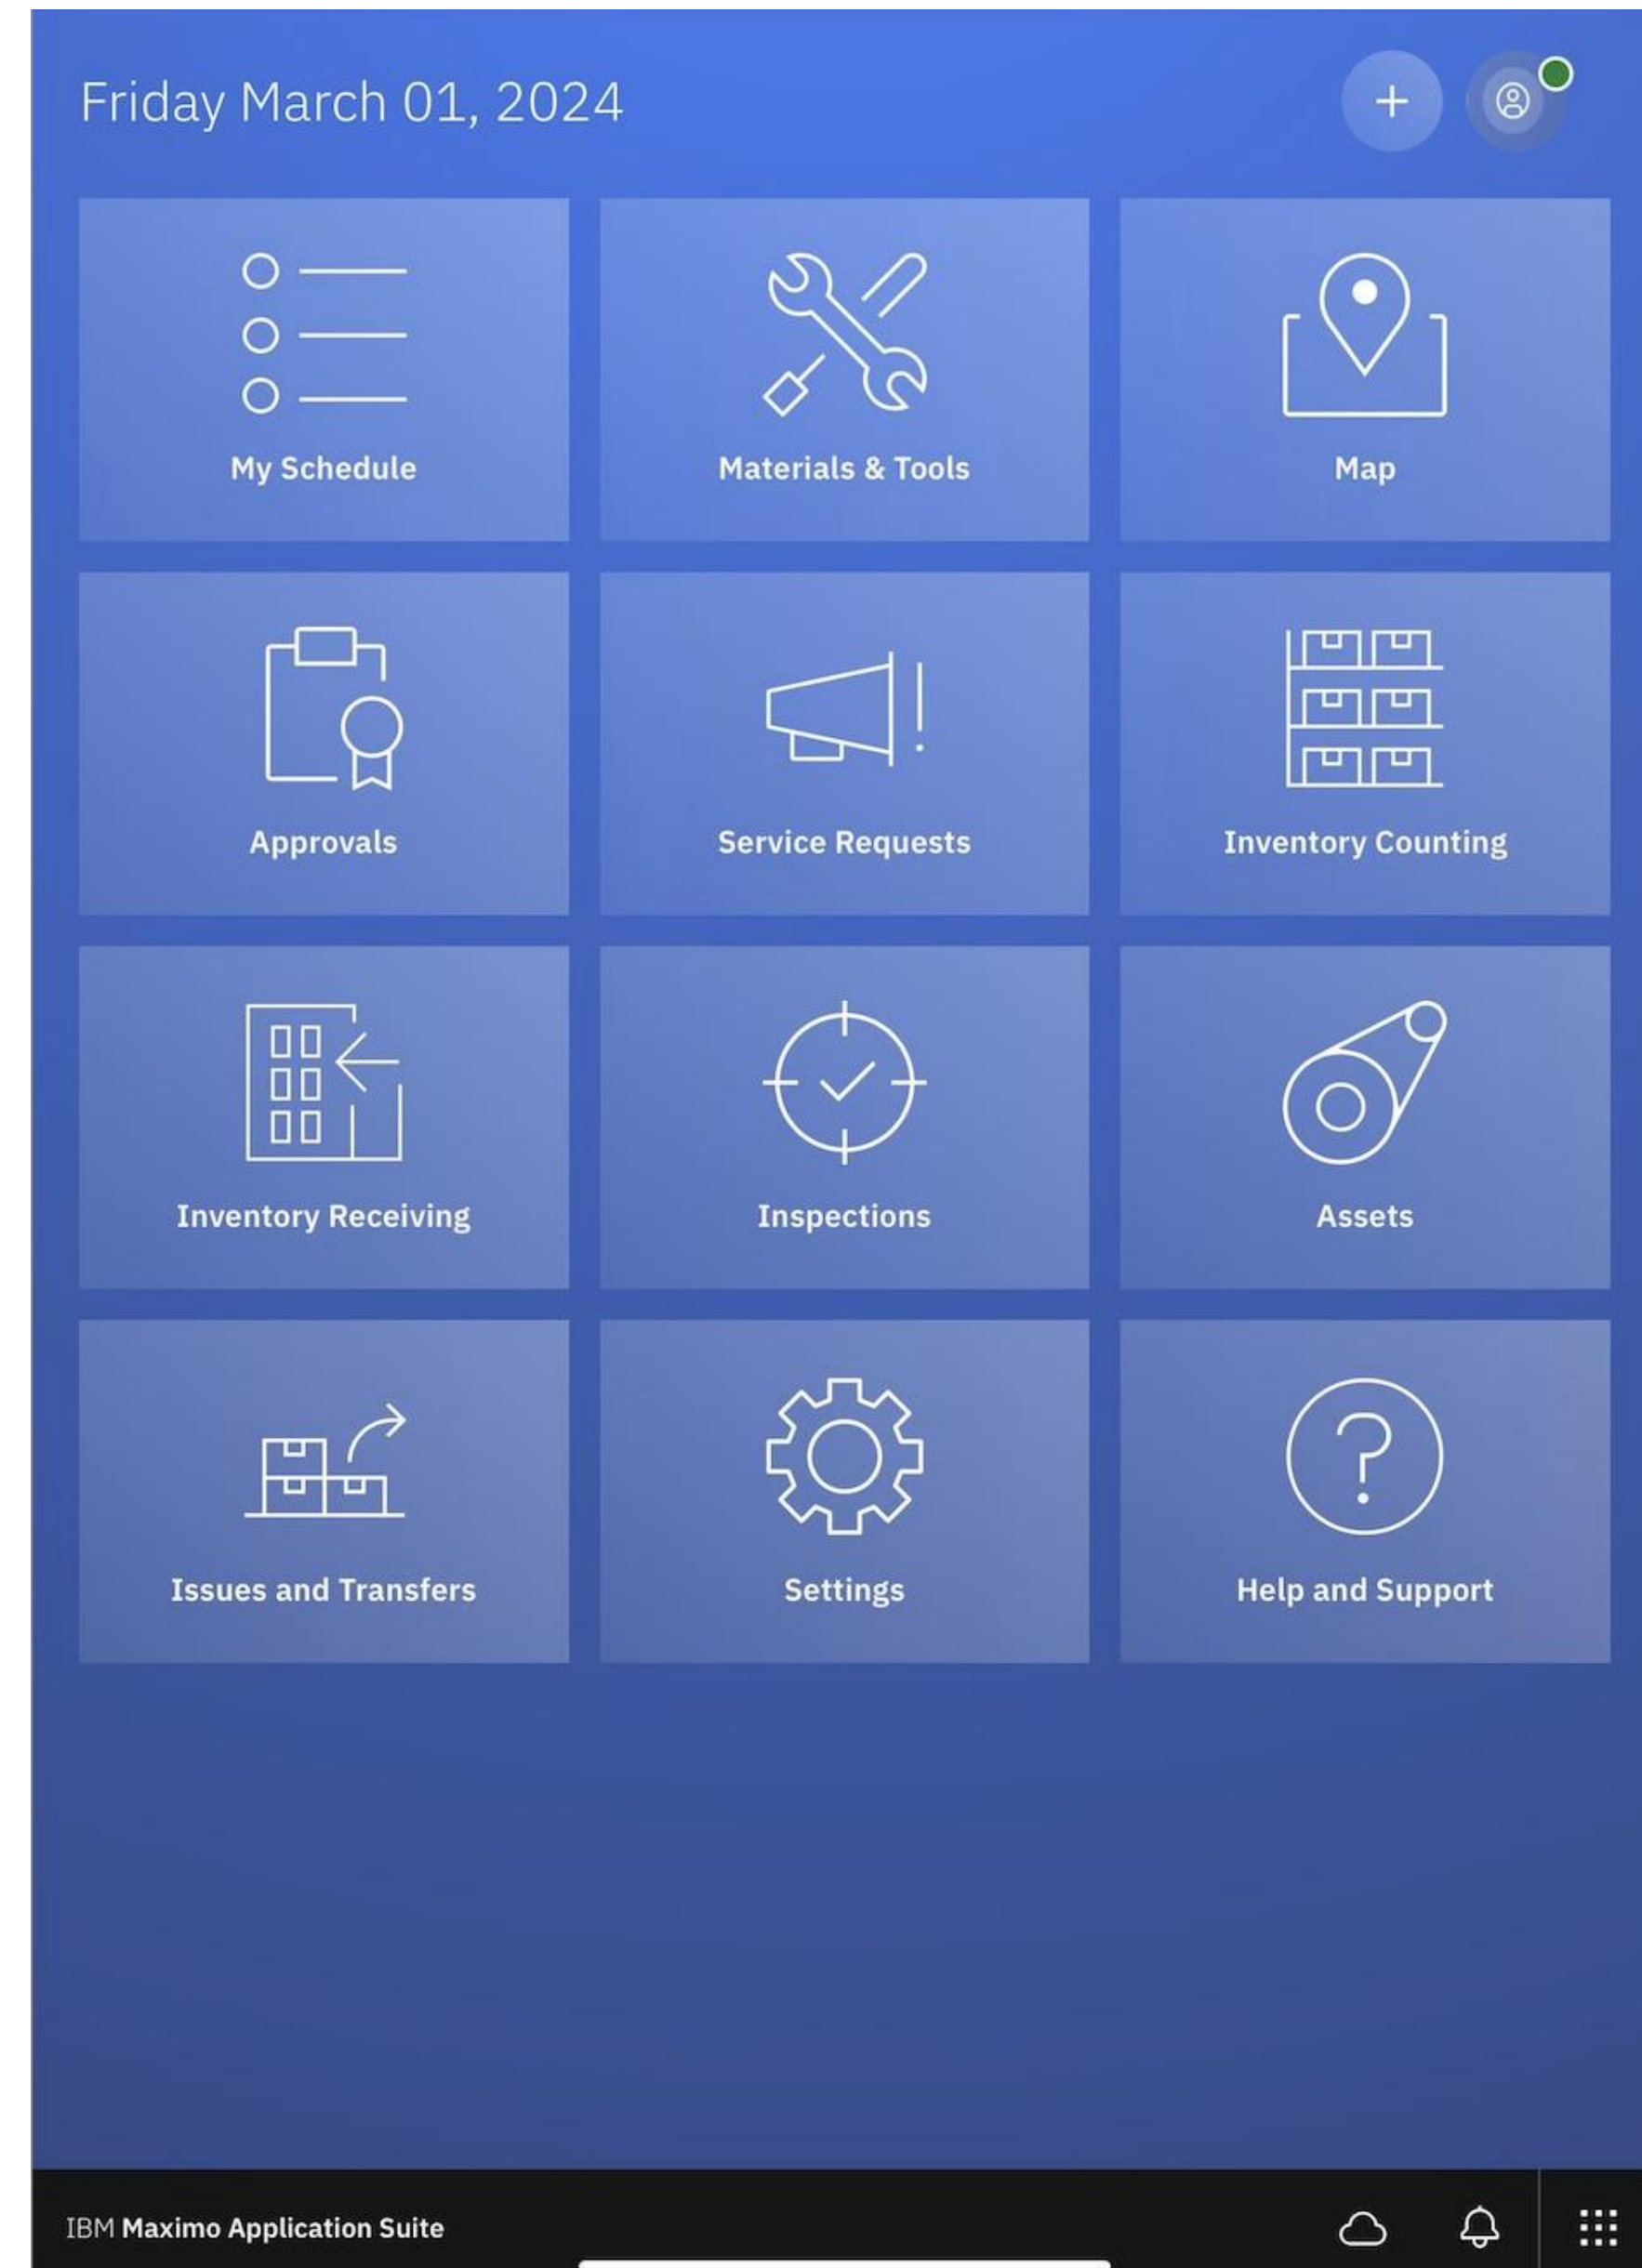 Friday March 01, 2024
My Schedule
Materials & Tools
Map
Approvals
Service Requests
Inventory Counting
Inventory Receiving
Inspections
Assets
Issues and Transfers
Settings
Help and Support
IBM Maximo Application Suite